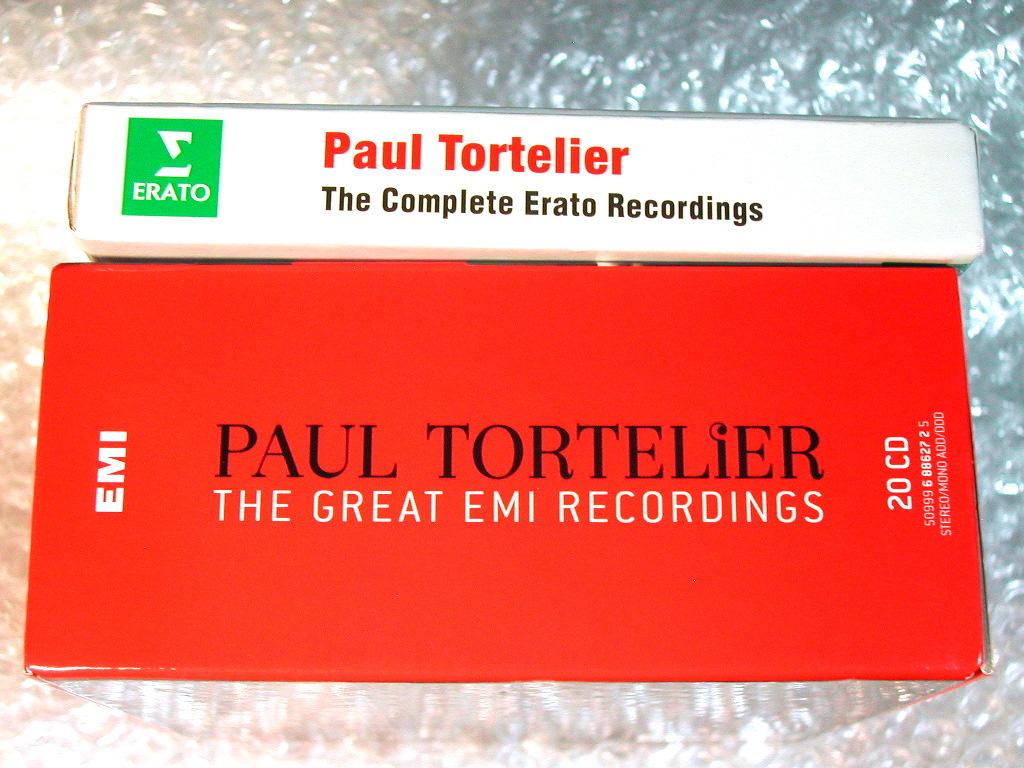 Σ
ERATO
Paul Tortelier
The Complete Erato Recordings
EMI
PAUL TORTELiER
THE GREAT EMI RECORDINGS
20 CD
50999 6 88627 2 5
STEREO/MONO ADD/DDD